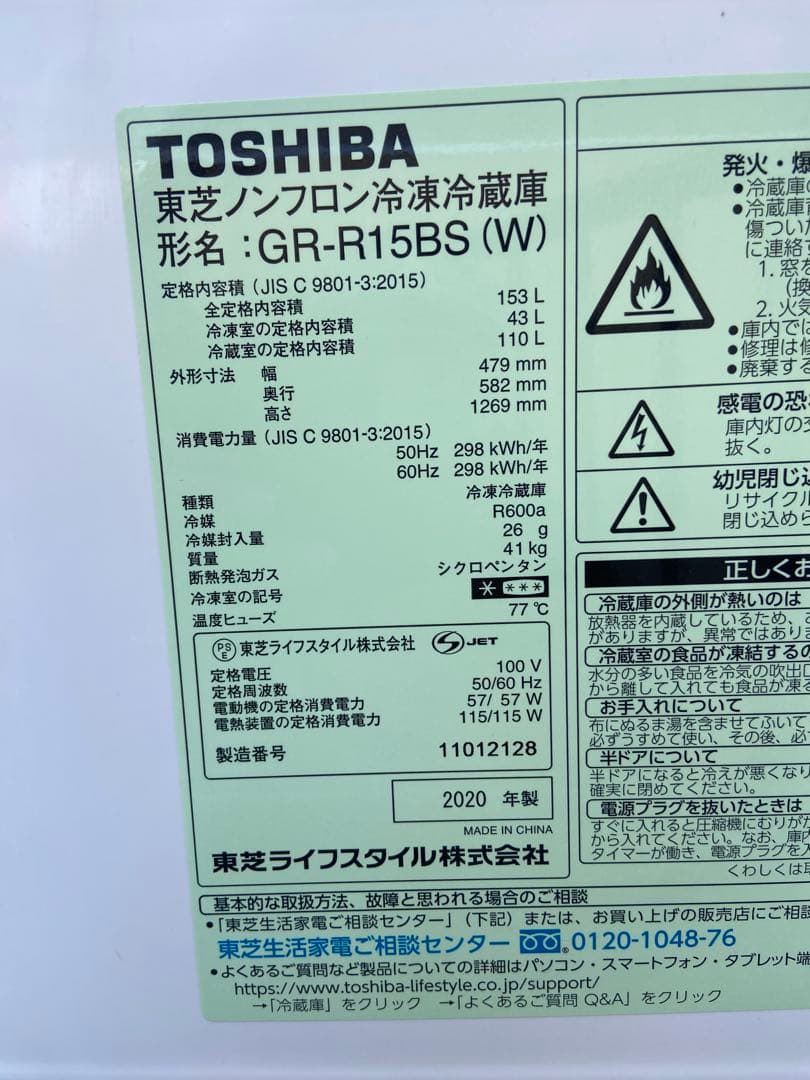 TOSHIBA
東芝ノンフロン冷凍冷蔵庫
形名：GR-R15BS (W)
定格内容積 (JIS C 9801-3:2015)
全定格内容積 153 L
冷凍室の定格内容積 43 L
冷蔵室の定格内容積 110 L
外形寸法 幅 479 mm
奥行 582 mm
高さ 1269 mm
消費電力量 (JIS C 9801-3:2015)
50Hz 298 kWh/年
60Hz 298 kWh/年
種類 冷凍冷蔵庫
冷媒 R600a
冷媒封入量 26 g
質量 41 kg
断熱発泡ガス シクロペンタン
冷凍室の記号
温度ヒューズ 77 ℃
PS E 東芝ライフスタイル株式会社 JET
定格電圧 100 V
定格周波数 50/60 Hz
電動機の定格消費電力 57/ 57 W
電熱装置の定格消費電力 115/115 W
製造番号 11012128
2020 年製
MADE IN CHINA
東芝ライフスタイル株式会社
発火・爆
●冷蔵庫の
●冷蔵庫背
傷つい
に連絡す
1. 窓を
(換
2. 火気
●庫内では
●修理は修
●廃棄する
感電の恐
庫内灯の交
抜く。
幼児閉じ込
リサイクル
閉じ込めら
正しくお
冷蔵庫の外側が熱いのは
放熱器を内蔵しているため、
がありますが、異常ではありま
冷蔵室の食品が凍結するの
水分の多い食品を冷気の吹出口
から離して入れても食品が凍る
お手入れについて
布にぬるま湯を含ませてふいて
必ずうすめて使い、その後、必
半ドアについて
半ドアになると冷えが悪くなり
確実に閉めてください。
電源プラグを抜いたときは
すぐに入れると圧縮機にむりが
から入れてください。なお、庫内
タイマーが働き、電源プラグを入
くわしくは取
基本的な取扱方法、故障と思われる場合のご相談
●「東芝生活家電ご相談センター」(下記) または、お買い上げの販売店にご相談
東芝生活家電ご相談センター 0120-1048-76
●よくあるご質問など製品についての詳細はパソコン・スマートフォン・タブレット端
https://www.toshiba-lifestyle.co.jp/support/
→「冷蔵庫」をクリック →「よくあるご質問 Q&A」をクリック